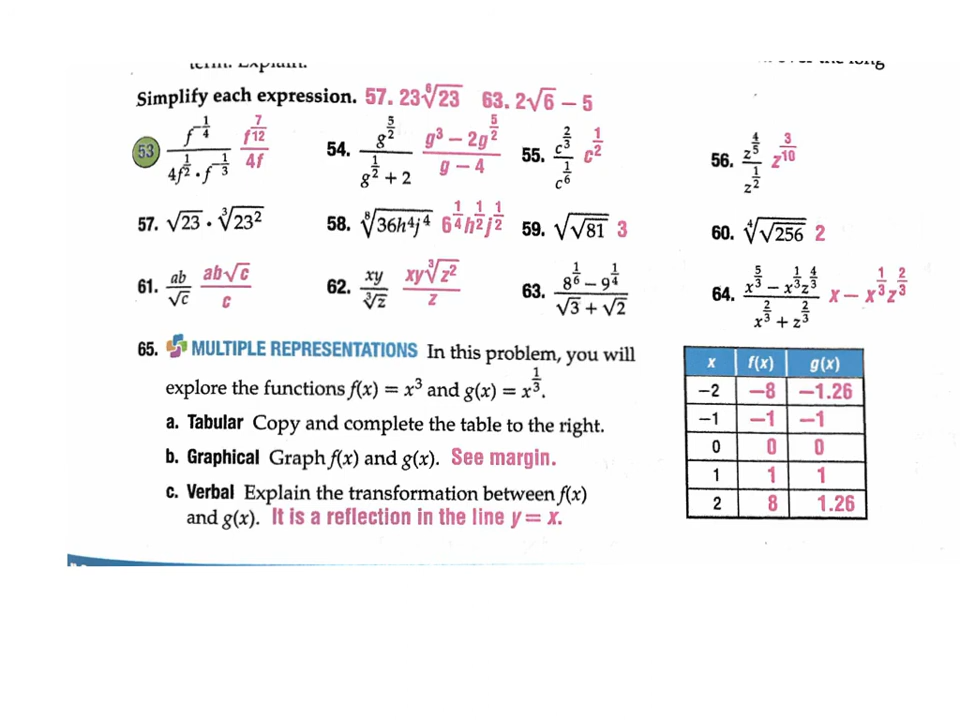 Simplify each expression. 57. 23⁶√23 63. 2√6 – 5
53 f^(-1/4) / (4f^(1/2) • f^(-1/3)) f^(7/12) / 4f
54. g^(5/2) / (g^(1/2) + 2) (g³ – 2g^(5/2)) / (g – 4)
55. c^(2/3) / c^(1/6) c^(1/2)
56. z^(4/5) / z^(1/2) z^(3/10)
57. √23 • ³√23²
58. ⁸√36h⁴j⁴ 6^(1/4)h^(1/2)j^(1/2)
59. √√81 3
60. ⁴√√256 2
61. ab / √c ab√c / c
62. xy / ³√z xy³√z² / z
63. (8^(1/6) – 9^(1/4)) / (√3 + √2)
64. (x^(5/3) – x^(1/3)z^(4/3)) / (x^(2/3) + z^(2/3)) x – x^(1/3)z^(2/3)
65. MULTIPLE REPRESENTATIONS In this problem, you will
explore the functions f(x) = x³ and g(x) = x^(1/3).
a. Tabular Copy and complete the table to the right.
b. Graphical Graph f(x) and g(x). See margin.
c. Verbal Explain the transformation between f(x)
and g(x). It is a reflection in the line y = x.
x f(x) g(x)
–2 –8 –1.26
–1 –1 –1
0 0 0
1 1 1
2 8 1.26